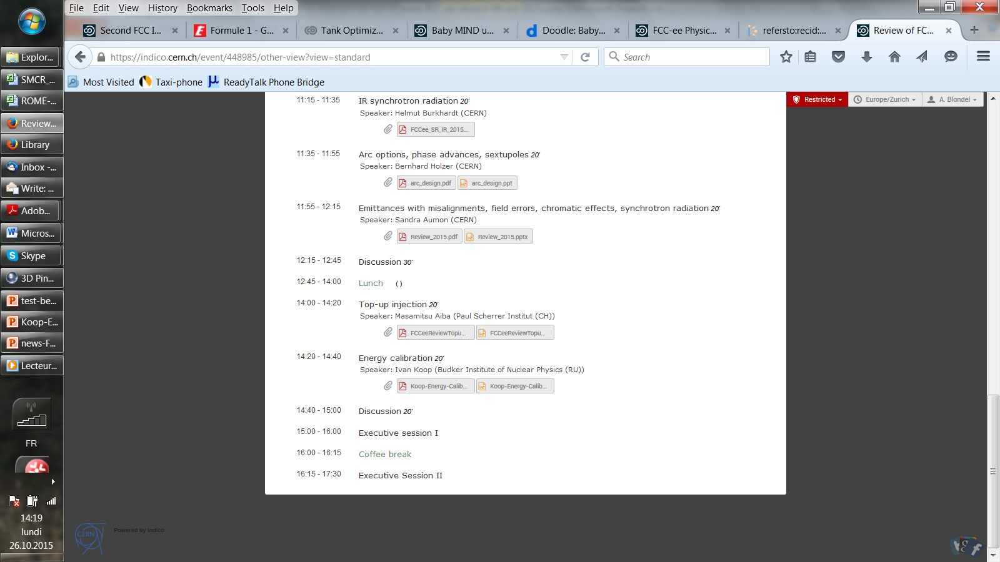 File Edit View History Bookmarks Tools Help
Second FCC I...
Formule 1 - G...
Tank Optimiz...
Baby MIND u...
Doodle: Baby...
FCC-ee Physic...
refersto:recid:...
Review of FC...
https://indico.cern.ch/event/448985/other-view?view=standard
Search
Most Visited Taxi-phone ReadyTalk Phone Bridge
Explor...
SMCR_...
ROME-...
Review...
Library
Inbox -...
Write: ...
Adob...
Micros...
Skype
3D Pin...
test-be...
Koop-E...
news-F...
Lecteur...
FR
14:19
lundi
26.10.2015
Restricted Europe/Zurich A. Blondel
11:15 - 11:35 IR synchrotron radiation 20'
Speaker: Helmut Burkhardt (CERN)
FCCee_SR_IR_2015...
11:35 - 11:55 Arc options, phase advances, sextupoles 20'
Speaker: Bernhard Holzer (CERN)
arc_design.pdf arc_design.ppt
11:55 - 12:15 Emittances with misalignments, field errors, chromatic effects, synchrotron radiation 20'
Speaker: Sandra Aumon (CERN)
Review_2015.pdf Review_2015.pptx
12:15 - 12:45 Discussion 30'
12:45 - 14:00 Lunch ()
14:00 - 14:20 Top-up injection 20'
Speaker: Masamitsu Aiba (Paul Scherrer Institut (CH))
FCCeeReviewTopu... FCCeeReviewTopu...
14:20 - 14:40 Energy calibration 20'
Speaker: Ivan Koop (Budker Institute of Nuclear Physics (RU))
Koop-Energy-Calib... Koop-Energy-Calib...
14:40 - 15:00 Discussion 20'
15:00 - 16:00 Executive session I
16:00 - 16:15 Coffee break
16:15 - 17:30 Executive Session II
CERN Powered by Indico